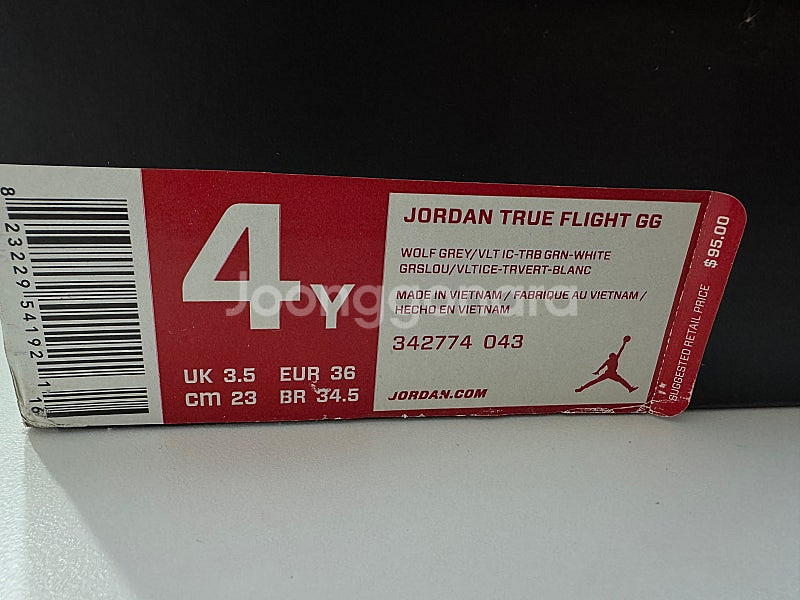 8 23229 54192 1 16
4Y
UK 3.5 EUR 36
CM 23 BR 34.5
JORDAN TRUE FLIGHT GG
WOLF GREY/VLT IC-TRB GRN-WHITE
GRSLOU/VLTICE-TRVERT-BLANC
MADE IN VIETNAM / FABRIQUE AU VIETNAM /
HECHO EN VIETNAM
342774 043
JORDAN.COM
SUGGESTED RETAIL PRICE $95.00
Joonggonara